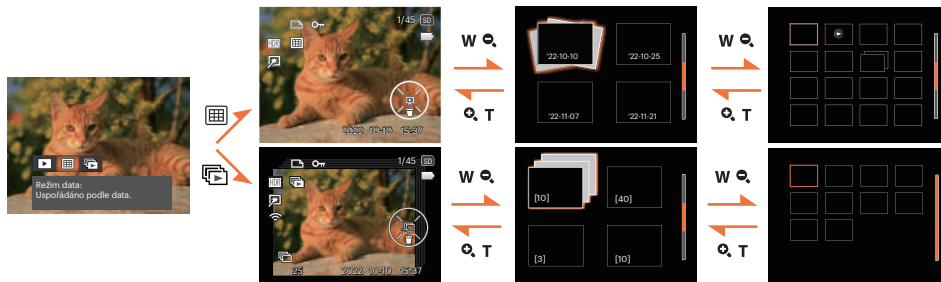 Režim data:
Uspořádáno podle data.
1/45 SD
HDR
2022 10-10 15:37
W
T
'22-10-10
'22-10-25
'22-11-07
'22-11-21
W
T
1/45 SD
HDR
25 2022 10-10 15:37
W
T
[10]
[40]
[3]
[10]
W
T